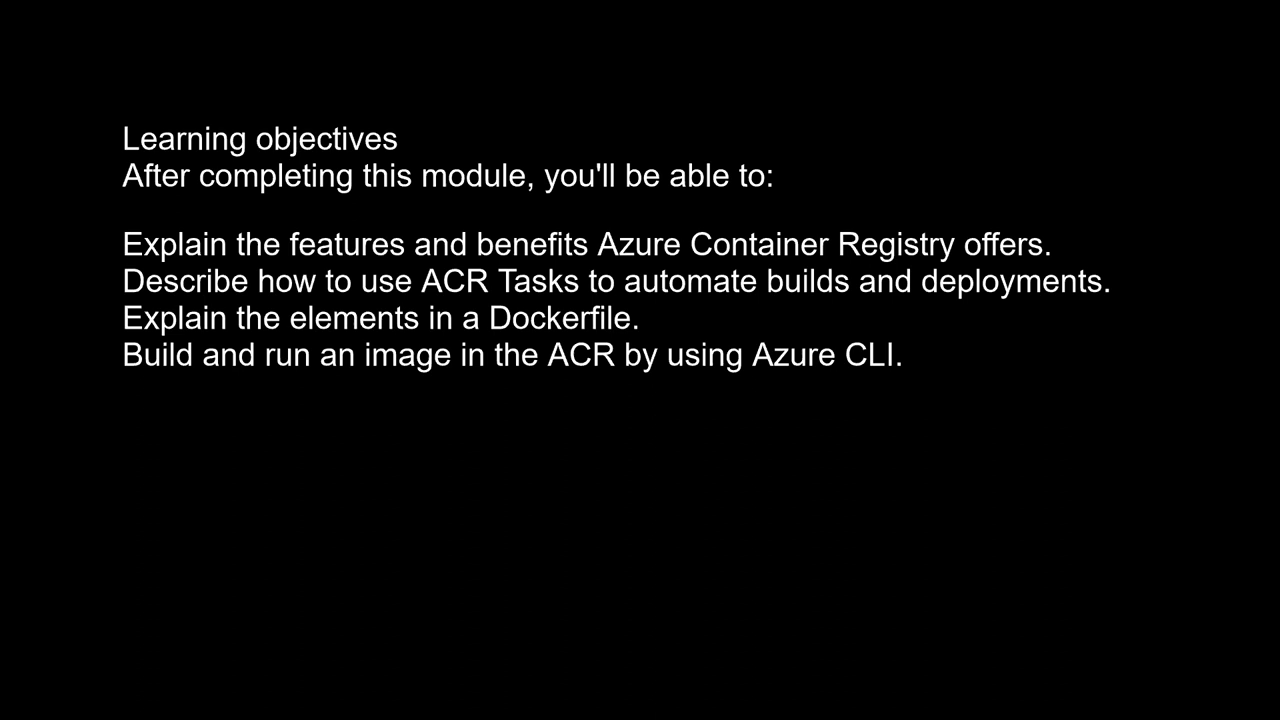 Learning objectives
After completing this module, you'll be able to:
Explain the features and benefits Azure Container Registry offers.
Describe how to use ACR Tasks to automate builds and deployments.
Explain the elements in a Dockerfile.
Build and run an image in the ACR by using Azure CLI.